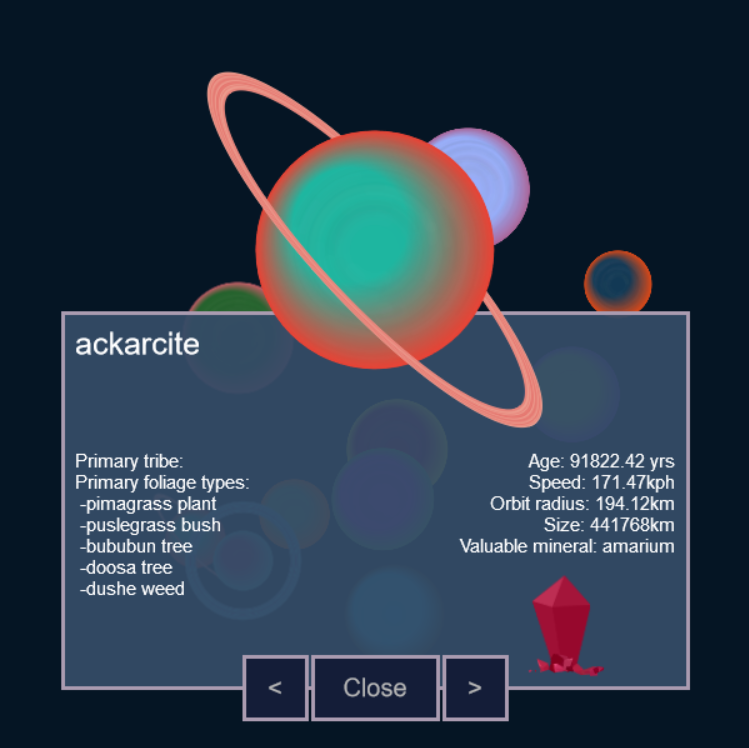 ackarcite
Primary tribe:
Primary foliage types:
-pimagrass plant
-puslegrass bush
-bububun tree
-doosa tree
-dushe weed
Age: 91822.42 yrs
Speed: 171.47kph
Orbit radius: 194.12km
Size: 441768km
Valuable mineral: amarium
< Close >